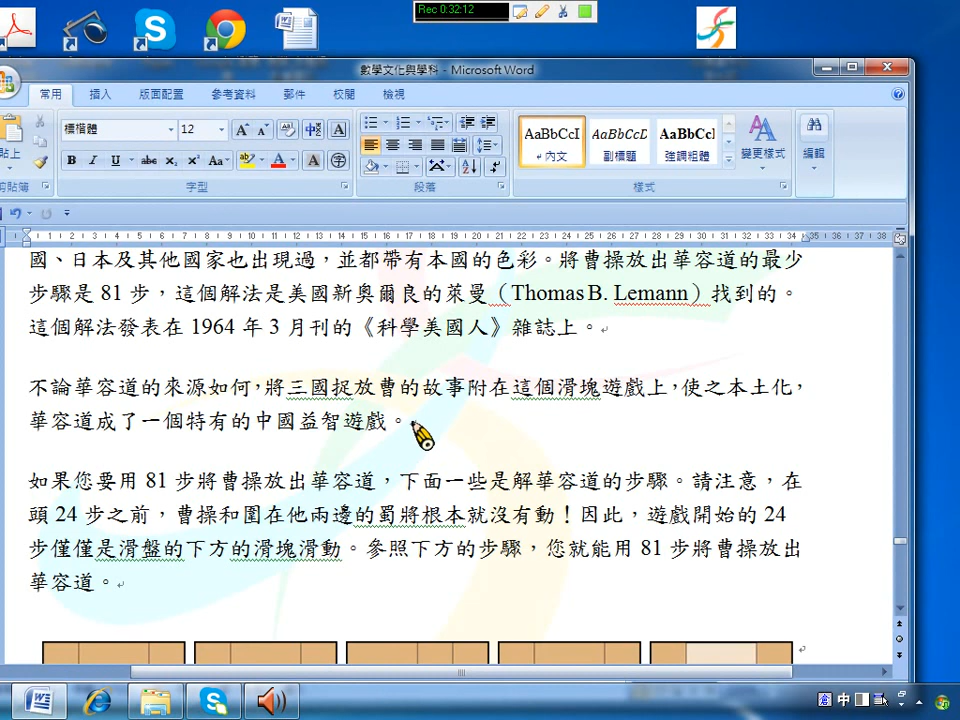 Rec 0:32:12
數學文化與學科 - Microsoft Word
常用 插入 版面配置 參考資料 郵件 校閱 檢視
標楷體 12
AaBbCcI AaBbCcD AaBbCcl
內文 副標題 強調粗體 變更樣式 編輯
貼上
剪貼簿 字型 段落 樣式
國、日本及其他國家也出現過，並都帶有本國的色彩。將曹操放出華容道的最少
步驟是 81 步，這個解法是美國新奧爾良的萊曼（Thomas B. Lemann）找到的。
這個解法發表在 1964 年 3 月刊的《科學美國人》雜誌上。
不論華容道的來源如何，將三國捉放曹的故事附在這個滑塊遊戲上，使之本土化，
華容道成了一個特有的中國益智遊戲。
如果您要用 81 步將曹操放出華容道，下面一些是解華容道的步驟。請注意，在
頭 24 步之前，曹操和圍在他兩邊的蜀將根本就沒有動！因此，遊戲開始的 24
步僅僅是滑盤的下方的滑塊滑動。參照下方的步驟，您就能用 81 步將曹操放出
華容道。
中